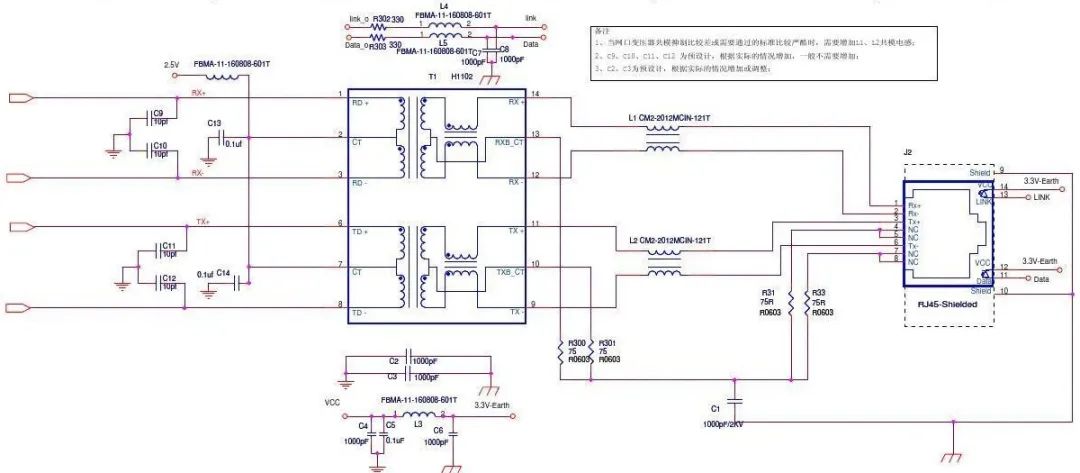 L4
FBMA-11-160808-601T
link_o R302 330 1 2 link
L5
Data_o R303 330 1 2 Data
FBMA-11-160808-601T
C7 C8
1000pF 1000pF
备注
1、当网口变压器共模抑制比较差或需要通过的标准比较严酷时，需要增加L1、L2共模电感；
2、C9、C10、C11、C12 为预设计，根据实际的情况增加，一般不需要增加；
3、C2、C3为预设计，根据实际的情况增加或调整；
2.5V
FBMA-11-160808-601T
T1 H1102
RX+
1 RD + RX + 14
C9
10pf
C10
10pf
C13
0.1uf
2 CT RXB_CT 13
RX-
3 RD - RX - 12
L1 CM2-2012MCIN-121T
TX+
6 TD + TX + 11
C11
10pf
C12
10pf
0.1uf C14
7 CT TXB_CT 10
8 TD - TX - 9
L2 CM2-2012MCIN-121T
J2
Shield 9
VCC 14 3.3V-Earth
LINK 13 LINK
1 Rx+
2 Rx-
3 Tx+
4 NC
5 NC
6 Tx-
7 NC
8 NC
VCC 12 3.3V-Earth
Data 11 Data
Shield 10
RJ45-Shielded
R31
75R
R0603
R33
75R
R0603
R300
75
R0603
R301
75
R0603
C2 1000pF
C3 1000pF
FBMA-11-160808-601T
VCC 1 2 3.3V-Earth
L3
C4
1000pF
C5
0.1uF
C6
1000pF
C1
1000pF/2KV